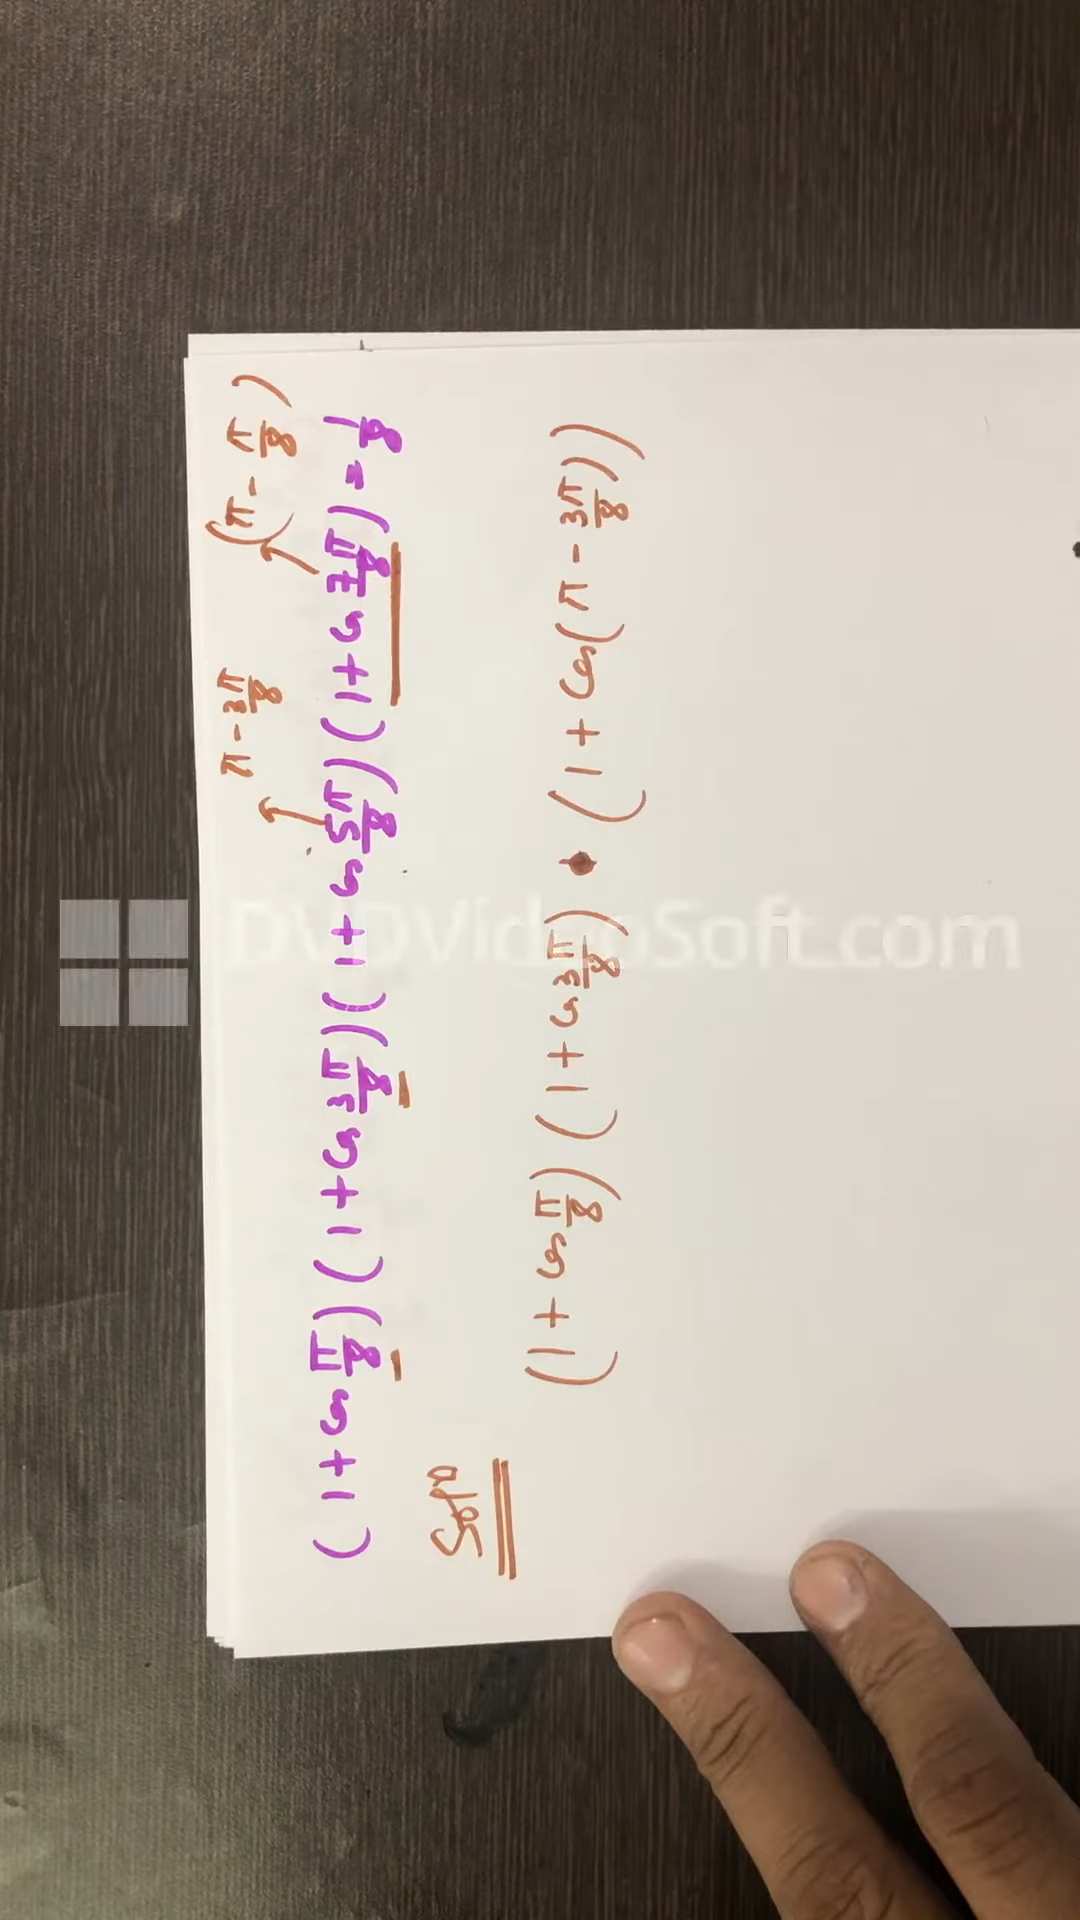 (π - π/8)
π - 3π/8
(1 + cos π/8) (1 + cos 3π/8) (1 + cos 5π/8) (1 + cos 7π/8) = 1/8
Soln
(1 + cos π/8) (1 + cos 3π/8) • (1 + cos(π - 3π/8))
DVDVideoSoft.com